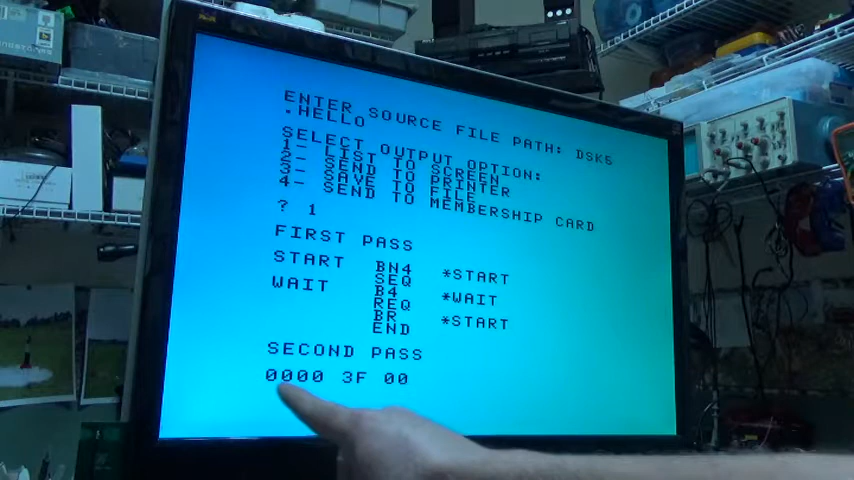 ENTER SOURCE FILE PATH: DSK5
.HELLO
SELECT OUTPUT OPTION:
1- LIST TO SCREEN
2- SEND TO PRINTER
3- SAVE TO FILE
4- SEND TO MEMBERSHIP CARD
? 1
FIRST PASS
START BN4 *START
SEQ
WAIT B4 *WAIT
REQ
BR *START
END
SECOND PASS
0000 3F 00